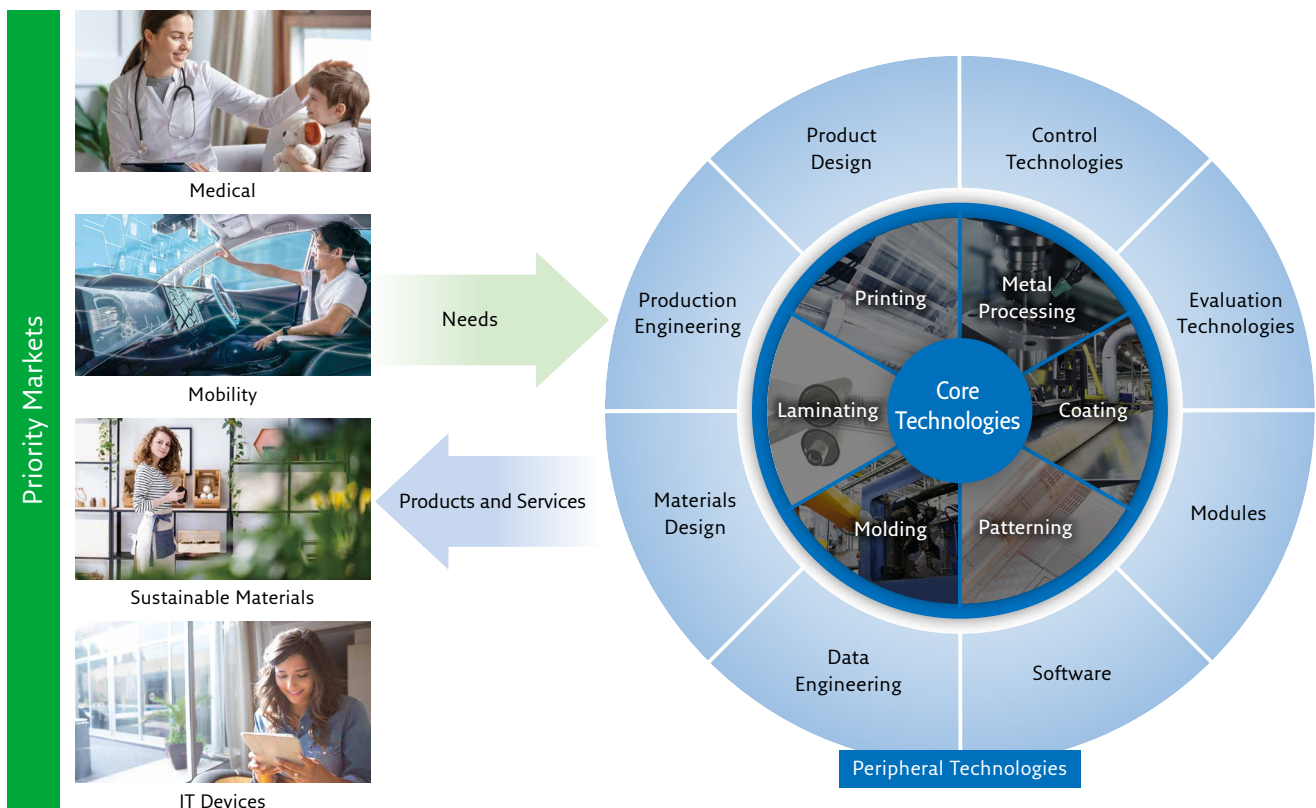 Priority Markets
Medical
Mobility
Sustainable Materials
IT Devices
Needs
Products and Services
Product
Design
Control
Technologies
Production
Engineering
Evaluation
Technologies
Materials
Design
Modules
Data
Engineering
Software
Printing
Metal
Processing
Laminating
Core
Technologies
Coating
Molding
Patterning
Peripheral Technologies